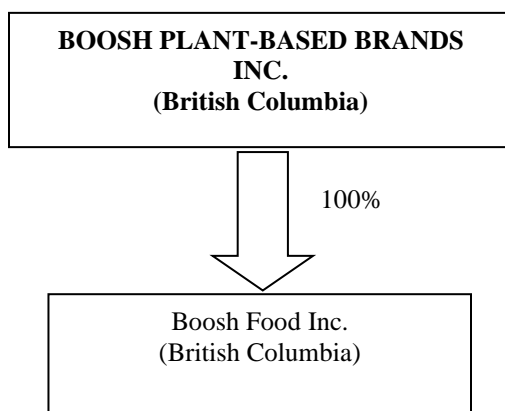 BOOSH PLANT-BASED BRANDS
INC.
(British Columbia)
100%
Boosh Food Inc.
(British Columbia)